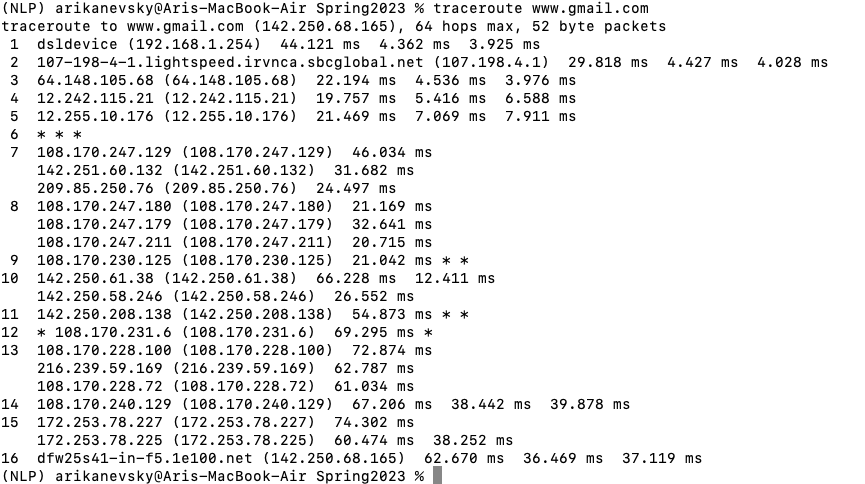 (NLP) arikanevsky@Aris-MacBook-Air Spring2023 % traceroute www.gmail.com
traceroute to www.gmail.com (142.250.68.165), 64 hops max, 52 byte packets
 1  dsldevice (192.168.1.254)  44.121 ms  4.362 ms  3.925 ms
 2  107-198-4-1.lightspeed.irvnca.sbcglobal.net (107.198.4.1)  29.818 ms  4.427 ms  4.028 ms
 3  64.148.105.68 (64.148.105.68)  22.194 ms  4.536 ms  3.976 ms
 4  12.242.115.21 (12.242.115.21)  19.757 ms  5.416 ms  6.588 ms
 5  12.255.10.176 (12.255.10.176)  21.469 ms  7.069 ms  7.911 ms
 6  * * *
 7  108.170.247.129 (108.170.247.129)  46.034 ms
    142.251.60.132 (142.251.60.132)  31.682 ms
    209.85.250.76 (209.85.250.76)  24.497 ms
 8  108.170.247.180 (108.170.247.180)  21.169 ms
    108.170.247.179 (108.170.247.179)  32.641 ms
    108.170.247.211 (108.170.247.211)  20.715 ms
 9  108.170.230.125 (108.170.230.125)  21.042 ms * *
10  142.250.61.38 (142.250.61.38)  66.228 ms  12.411 ms
    142.250.58.246 (142.250.58.246)  26.552 ms
11  142.250.208.138 (142.250.208.138)  54.873 ms * *
12  * 108.170.231.6 (108.170.231.6)  69.295 ms *
13  108.170.228.100 (108.170.228.100)  72.874 ms
    216.239.59.169 (216.239.59.169)  62.787 ms
    108.170.228.72 (108.170.228.72)  61.034 ms
14  108.170.240.129 (108.170.240.129)  67.206 ms  38.442 ms  39.878 ms
15  172.253.78.227 (172.253.78.227)  74.302 ms
    172.253.78.225 (172.253.78.225)  60.474 ms  38.252 ms
16  dfw25s41-in-f5.1e100.net (142.250.68.165)  62.670 ms  36.469 ms  37.119 ms
(NLP) arikanevsky@Aris-MacBook-Air Spring2023 %